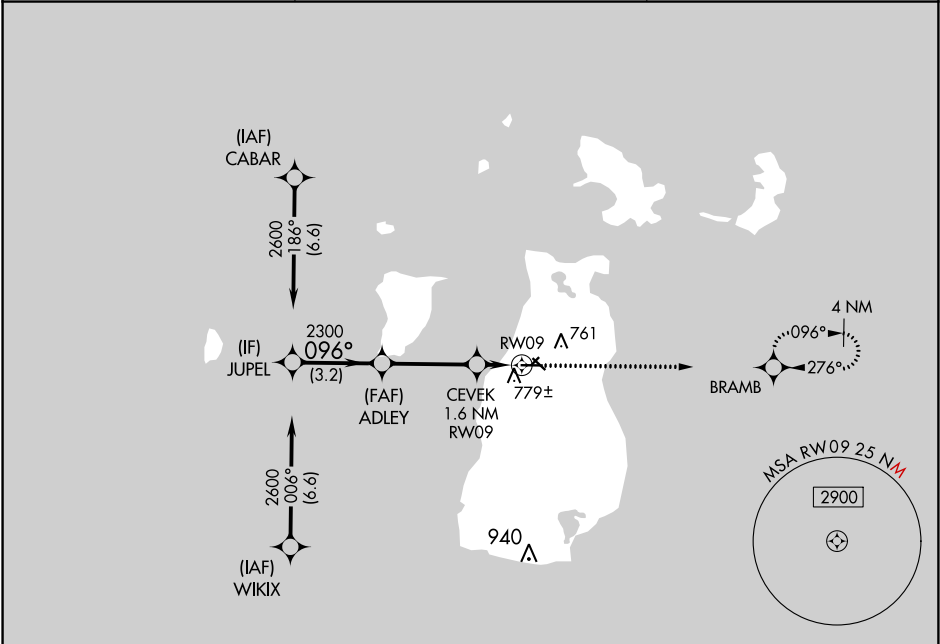 (IAF)
CABAR
2600
186°
(6.6)
(IF)
JUPEL
2300
096°
(3.2)
(FAF)
ADLEY
CEVEK
1.6 NM
RW09
RW09
761
779±
4 NM
096°
276°
BRAMB
2600
006°
(6.6)
(IAF)
WIKIX
940
MSA RW09 25 NM
2900